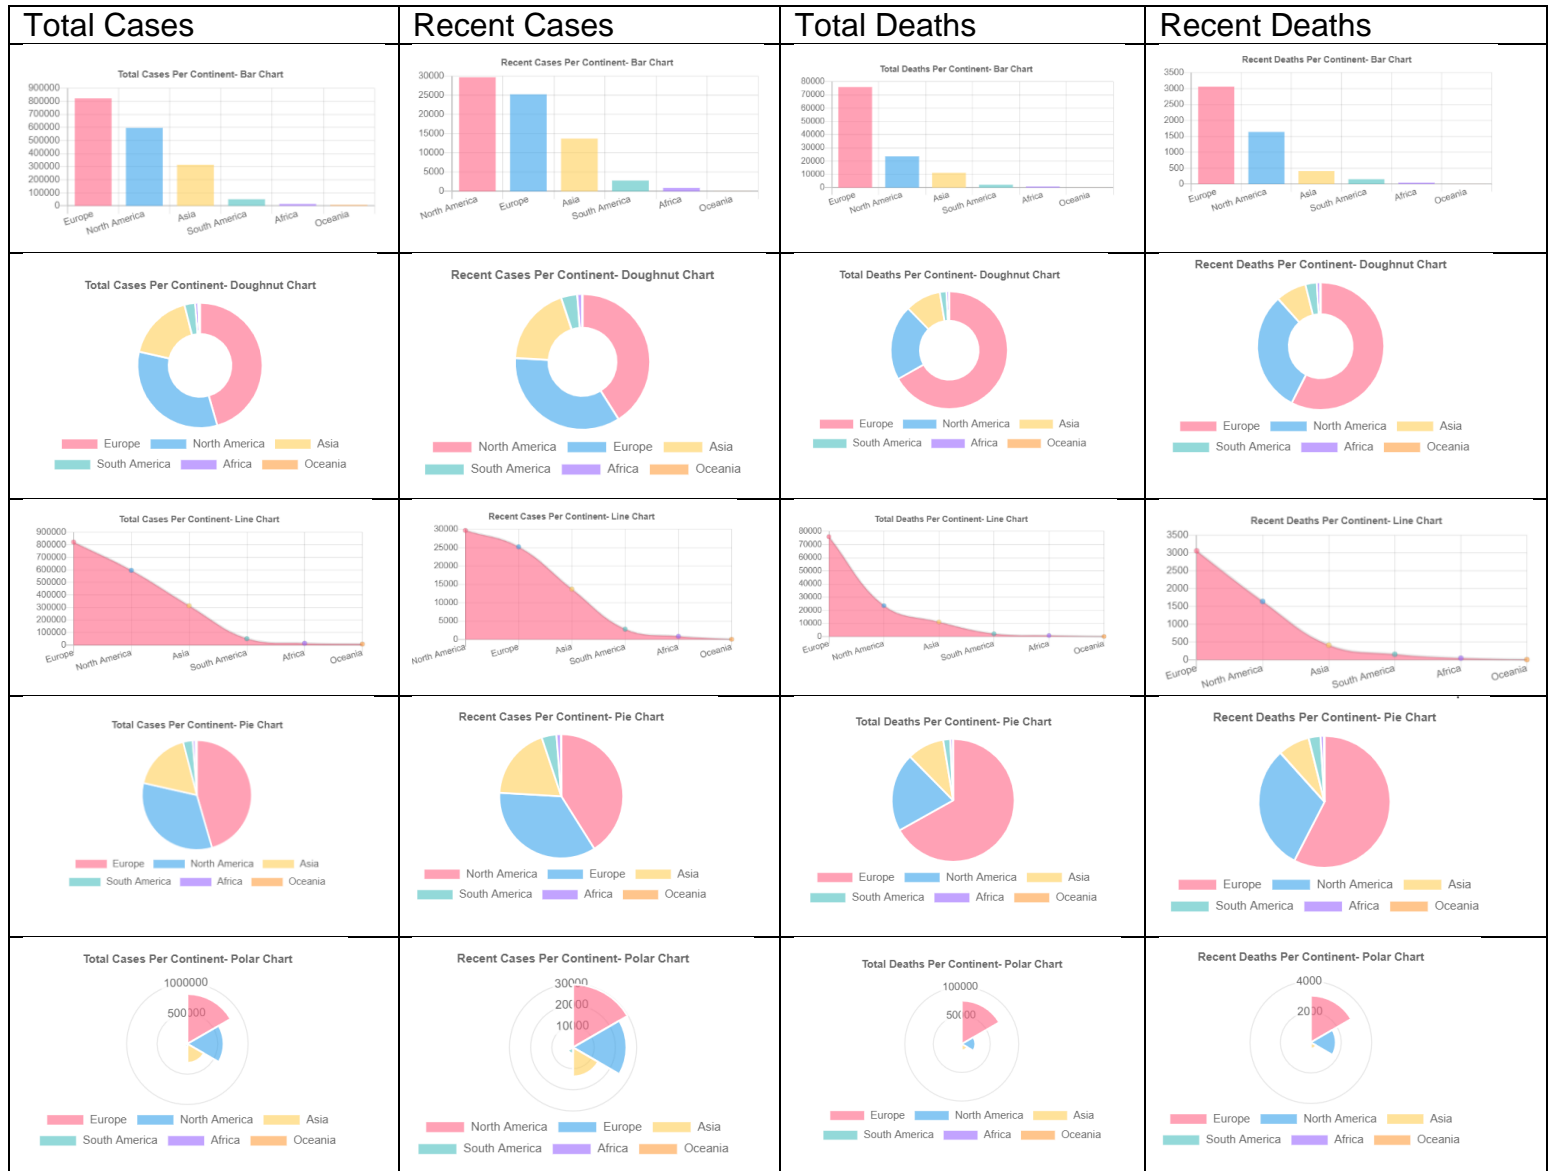 Total Cases
Recent Cases
Total Deaths
Recent Deaths
Total Cases Per Continent- Bar Chart
900000
800000
700000
600000
500000
400000
300000
200000
100000
0
Europe
North America
Asia
South America
Africa
Oceania
Recent Cases Per Continent- Bar Chart
30000
25000
20000
15000
10000
5000
0
North America
Europe
Asia
South America
Africa
Oceania
Total Deaths Per Continent- Bar Chart
80000
70000
60000
50000
40000
30000
20000
10000
0
Europe
North America
Asia
South America
Africa
Oceania
Recent Deaths Per Continent- Bar Chart
3500
3000
2500
2000
1500
1000
500
0
Europe
North America
Asia
South America
Africa
Oceania
Total Cases Per Continent- Doughnut Chart
Europe North America Asia
South America Africa Oceania
Recent Cases Per Continent- Doughnut Chart
North America Europe Asia
South America Africa Oceania
Total Deaths Per Continent- Doughnut Chart
Europe North America Asia
South America Africa Oceania
Recent Deaths Per Continent- Doughnut Chart
Europe North America Asia
South America Africa Oceania
Total Cases Per Continent- Line Chart
900000
800000
700000
600000
500000
400000
300000
200000
100000
0
Europe
North America
Asia
South America
Africa
Oceania
Recent Cases Per Continent- Line Chart
30000
25000
20000
15000
10000
5000
0
North America
Europe
Asia
South America
Africa
Oceania
Total Deaths Per Continent- Line Chart
80000
70000
60000
50000
40000
30000
20000
10000
0
Europe
North America
Asia
South America
Africa
Oceania
Recent Deaths Per Continent- Line Chart
3500
3000
2500
2000
1500
1000
500
0
Europe
North America
Asia
South America
Africa
Oceania
Total Cases Per Continent- Pie Chart
Europe North America Asia
South America Africa Oceania
Recent Cases Per Continent- Pie Chart
North America Europe Asia
South America Africa Oceania
Total Deaths Per Continent- Pie Chart
Europe North America Asia
South America Africa Oceania
Recent Deaths Per Continent- Pie Chart
Europe North America Asia
South America Africa Oceania
Total Cases Per Continent- Polar Chart
1000000
500000
Europe North America Asia
South America Africa Oceania
Recent Cases Per Continent- Polar Chart
30000
20000
10000
North America Europe Asia
South America Africa Oceania
Total Deaths Per Continent- Polar Chart
100000
50000
Europe North America Asia
South America Africa Oceania
Recent Deaths Per Continent- Polar Chart
4000
2000
Europe North America Asia
South America Africa Oceania